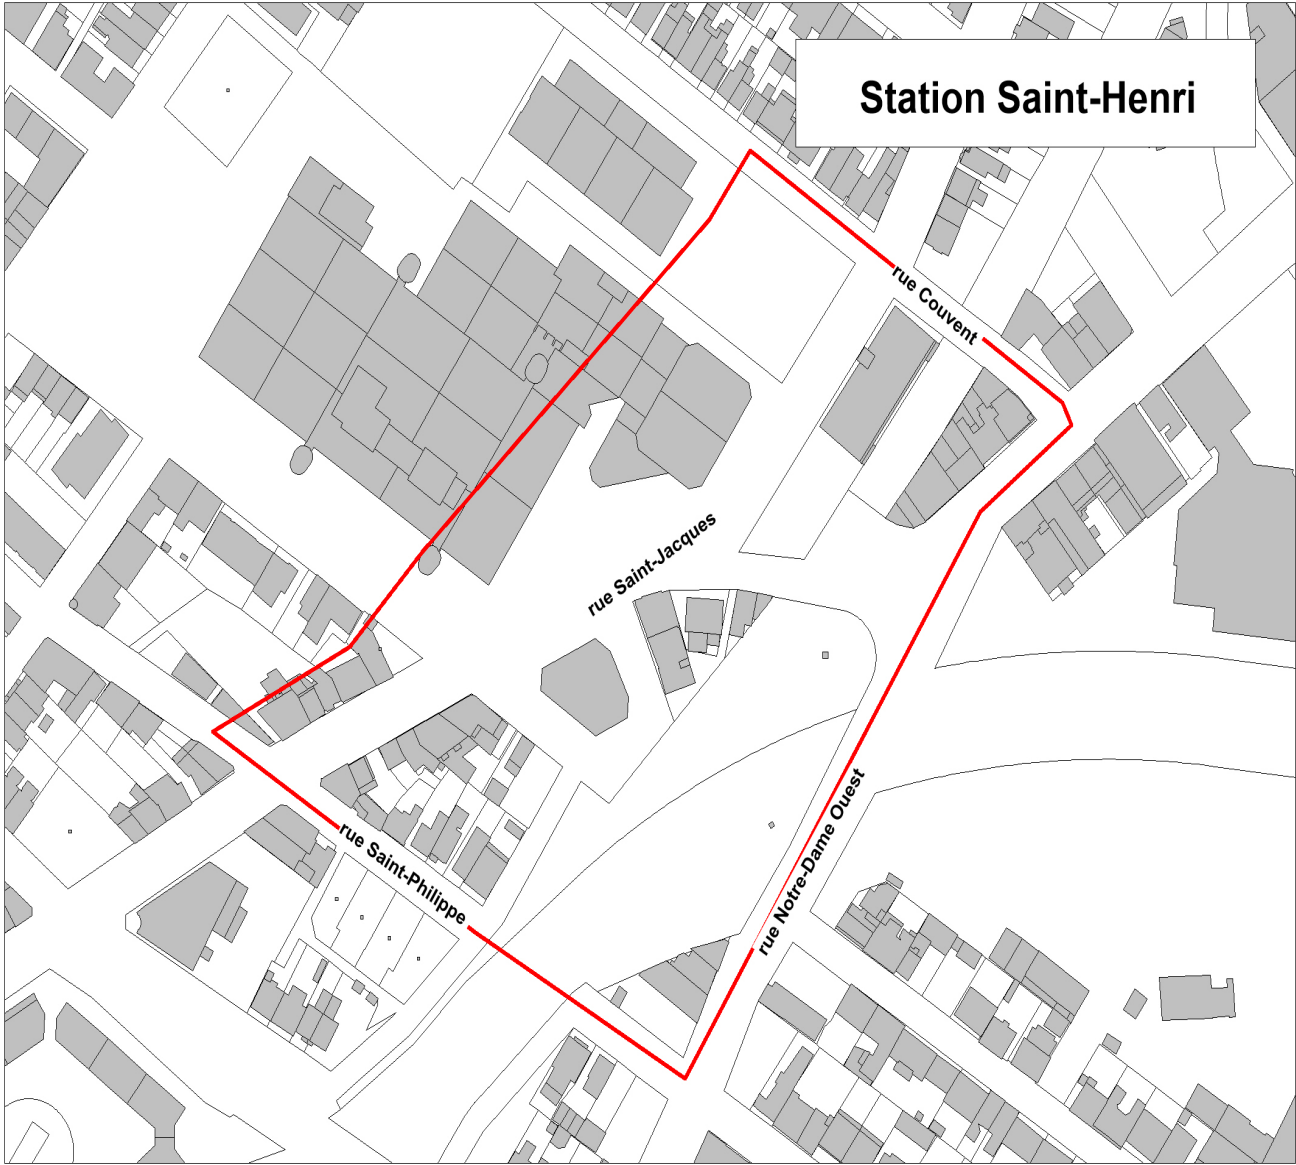 Station Saint-Henri
rue Couvent
rue Saint-Jacques
rue Notre-Dame Ouest
rue Saint-Philippe